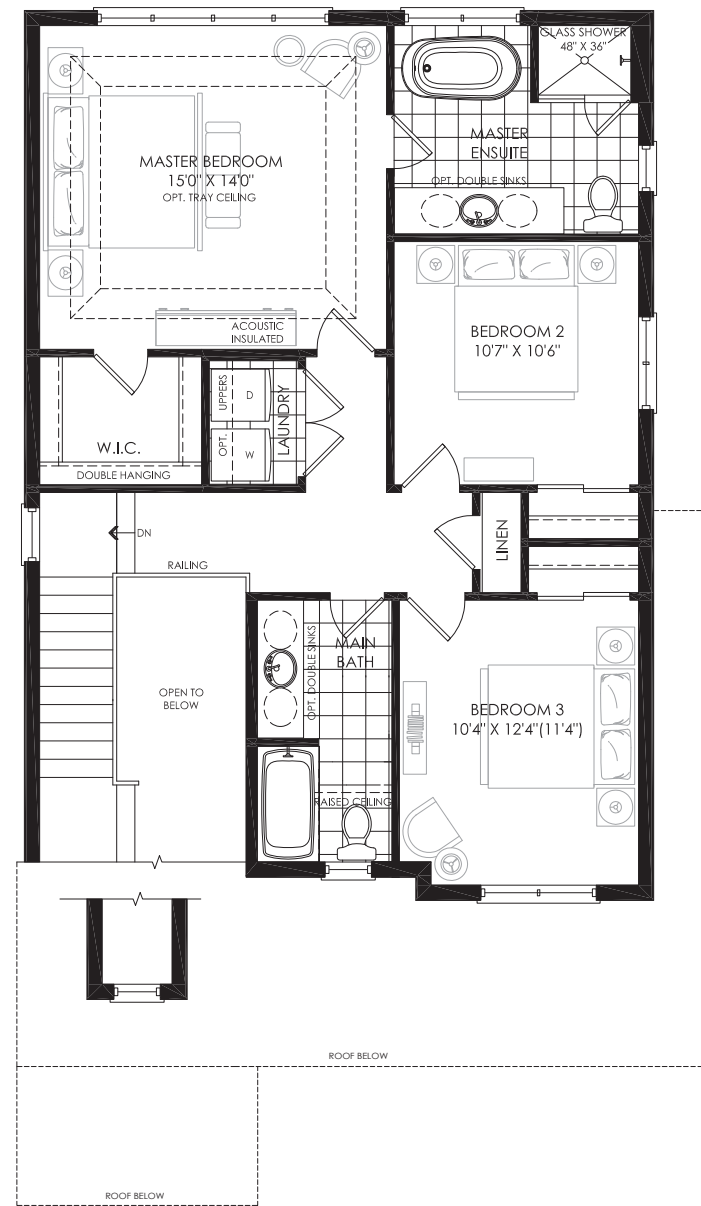 GLASS SHOWER
48" X 36"
MASTER
ENSUITE
OPT. DOUBLE SINKS
MASTER BEDROOM
15'0" X 14'0"
OPT. TRAY CEILING
ACOUSTIC
INSULATED
BEDROOM 2
10'7" X 10'6"
W.I.C.
DOUBLE HANGING
OPT. UPPERS
D
W
LAUNDRY
LINEN
DN
RAILING
OPEN TO
BELOW
OPT. DOUBLE SINKS
MAIN
BATH
RAISED CEILING
BEDROOM 3
10'4" X 12'4"(11'4")
ROOF BELOW
ROOF BELOW